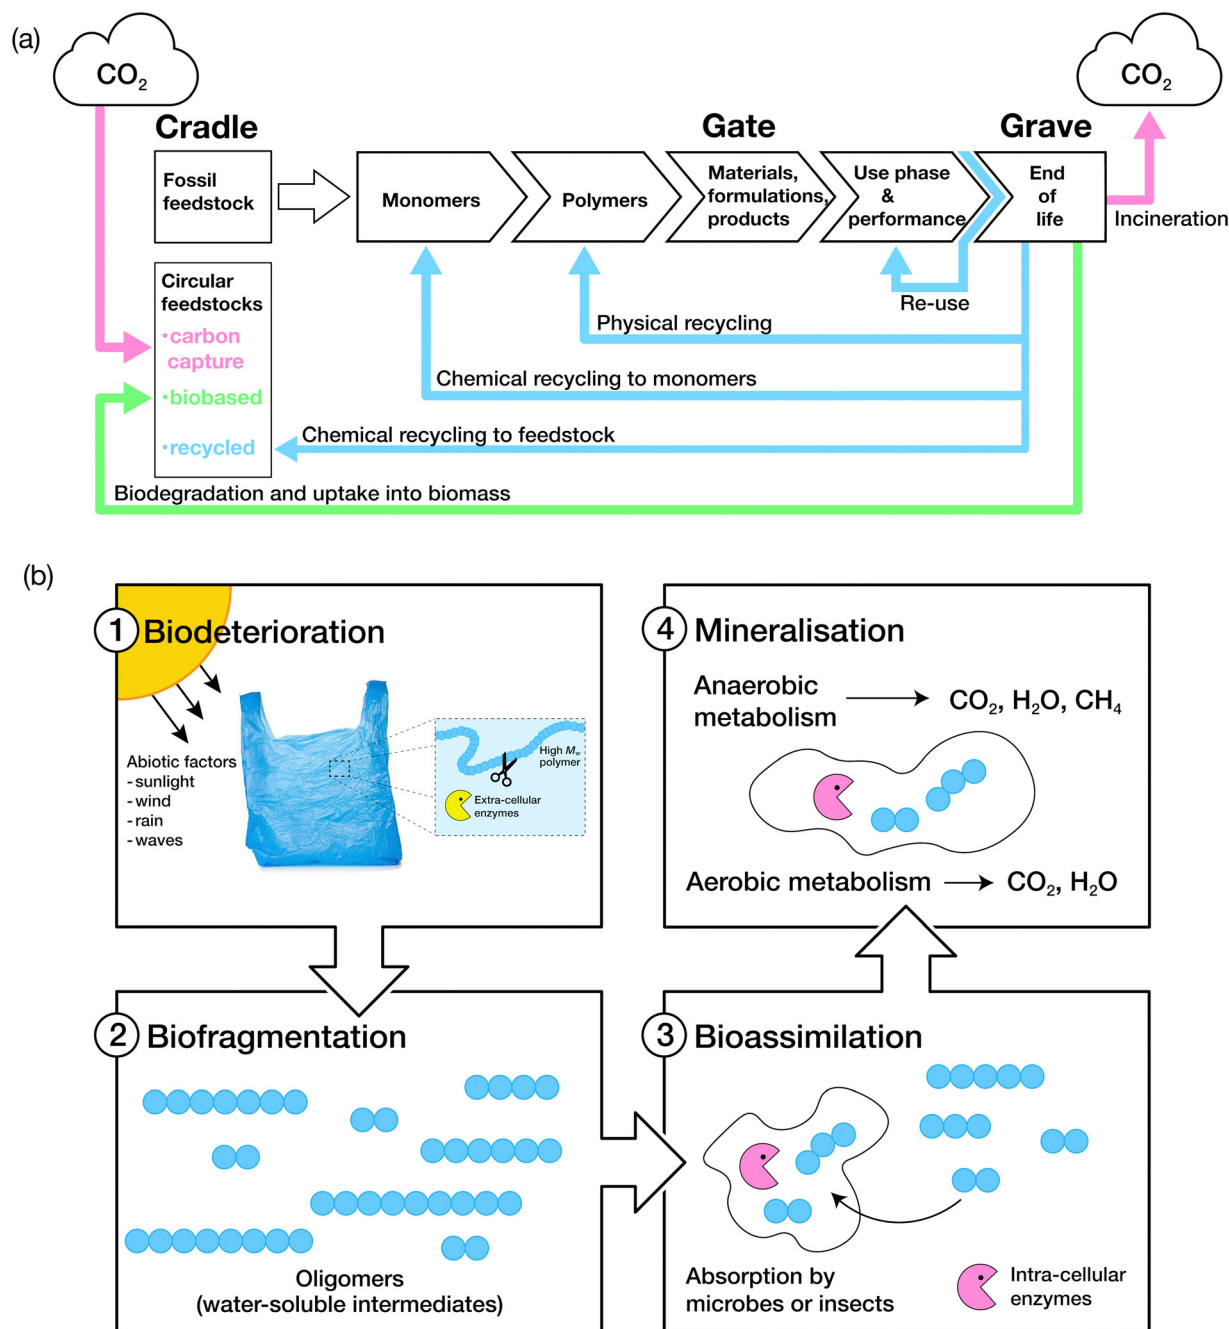 (a)
CO₂
CO₂
Cradle
Gate
Grave
Fossil
feedstock
Monomers
Polymers
Materials,
formulations,
products
Use phase
&
performance
End
of
life
Incineration
Circular
feedstocks
•carbon
capture
•biobased
•recycled
Re-use
Physical recycling
Chemical recycling to monomers
Chemical recycling to feedstock
Biodegradation and uptake into biomass
(b)
1 Biodeterioration
Abiotic factors
- sunlight
- wind
- rain
- waves
High Mw
polymer
Extra-cellular
enzymes
4 Mineralisation
Anaerobic
metabolism
CO₂, H₂O, CH₄
Aerobic metabolism
CO₂, H₂O
2 Biofragmentation
Oligomers
(water-soluble intermediates)
3 Bioassimilation
Absorption by
microbes or insects
Intra-cellular
enzymes